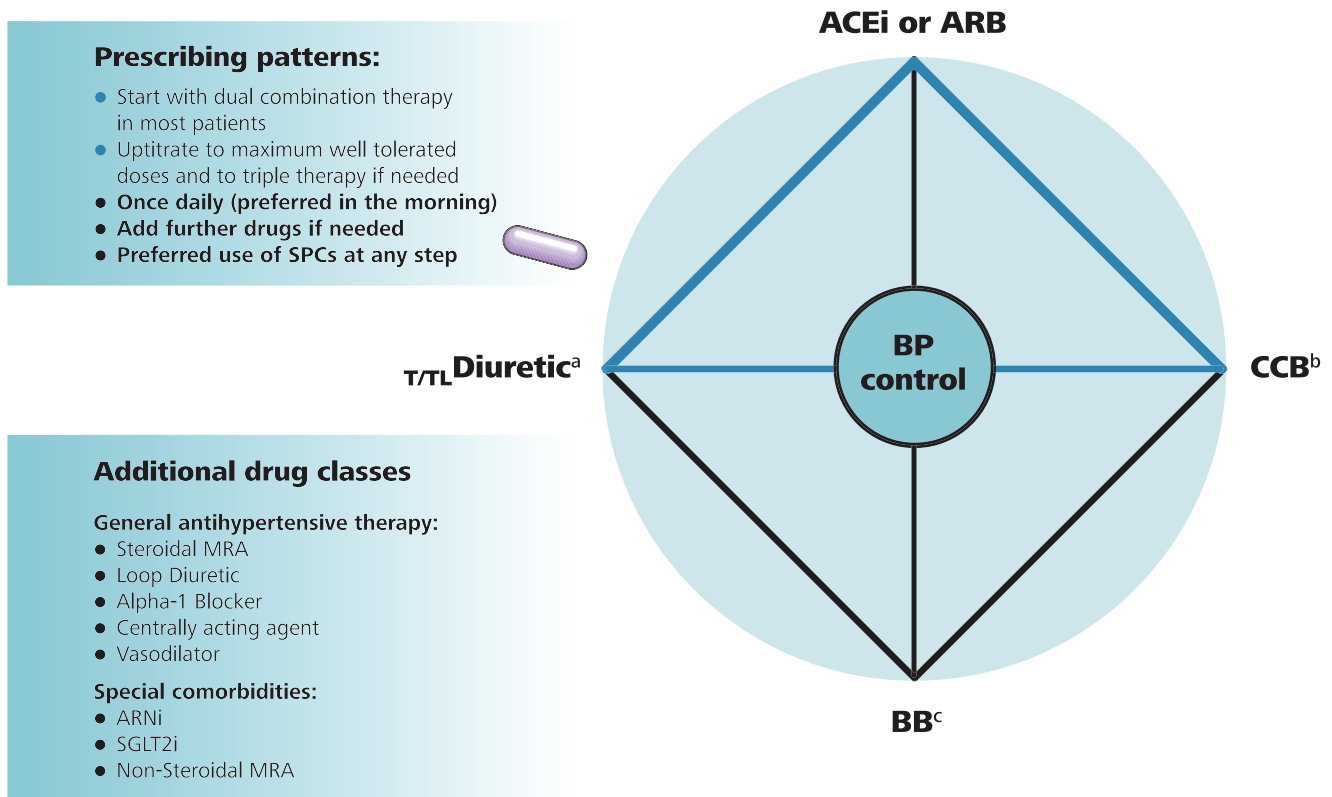 Prescribing patterns:
● Start with dual combination therapy
in most patients
● Uptitrate to maximum well tolerated
doses and to triple therapy if needed
● Once daily (preferred in the morning)
● Add further drugs if needed
● Preferred use of SPCs at any step
ACEi or ARB
T/TLDiuretic^a
BP
control
CCB^b
BB^c
Additional drug classes
General antihypertensive therapy:
● Steroidal MRA
● Loop Diuretic
● Alpha-1 Blocker
● Centrally acting agent
● Vasodilator
Special comorbidities:
● ARNi
● SGLT2i
● Non-Steroidal MRA